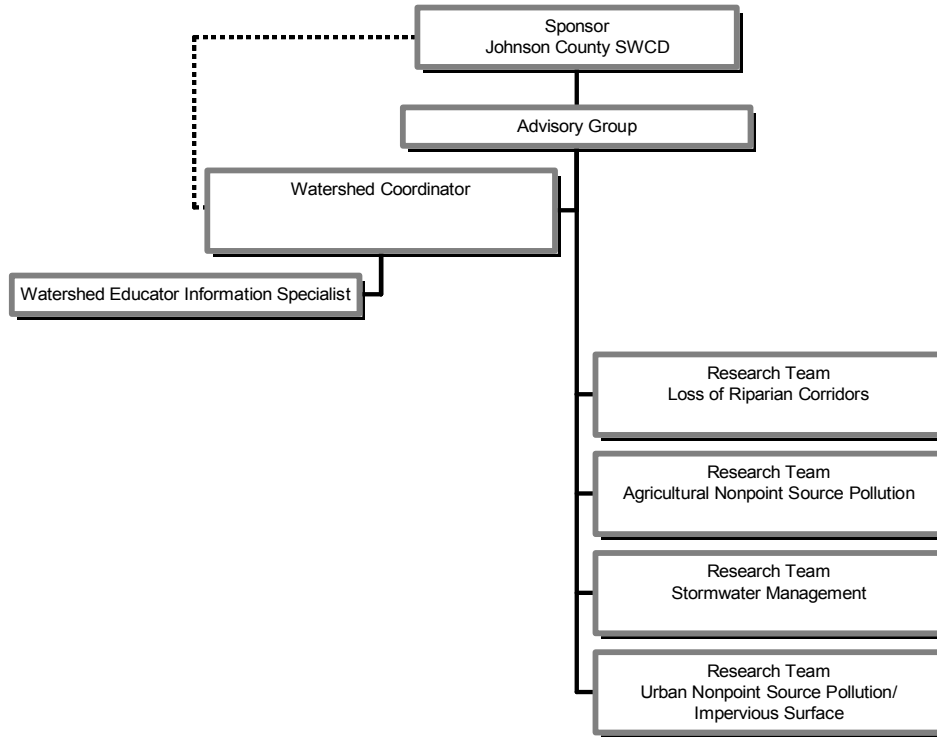 Sponsor
Johnson County SWCD
Advisory Group
Watershed Coordinator
Watershed Educator Information Specialist
Research Team
Loss of Riparian Corridors
Research Team
Agricultural Nonpoint Source Pollution
Research Team
Stormwater Management
Research Team
Urban Nonpoint Source Pollution/
Impervious Surface